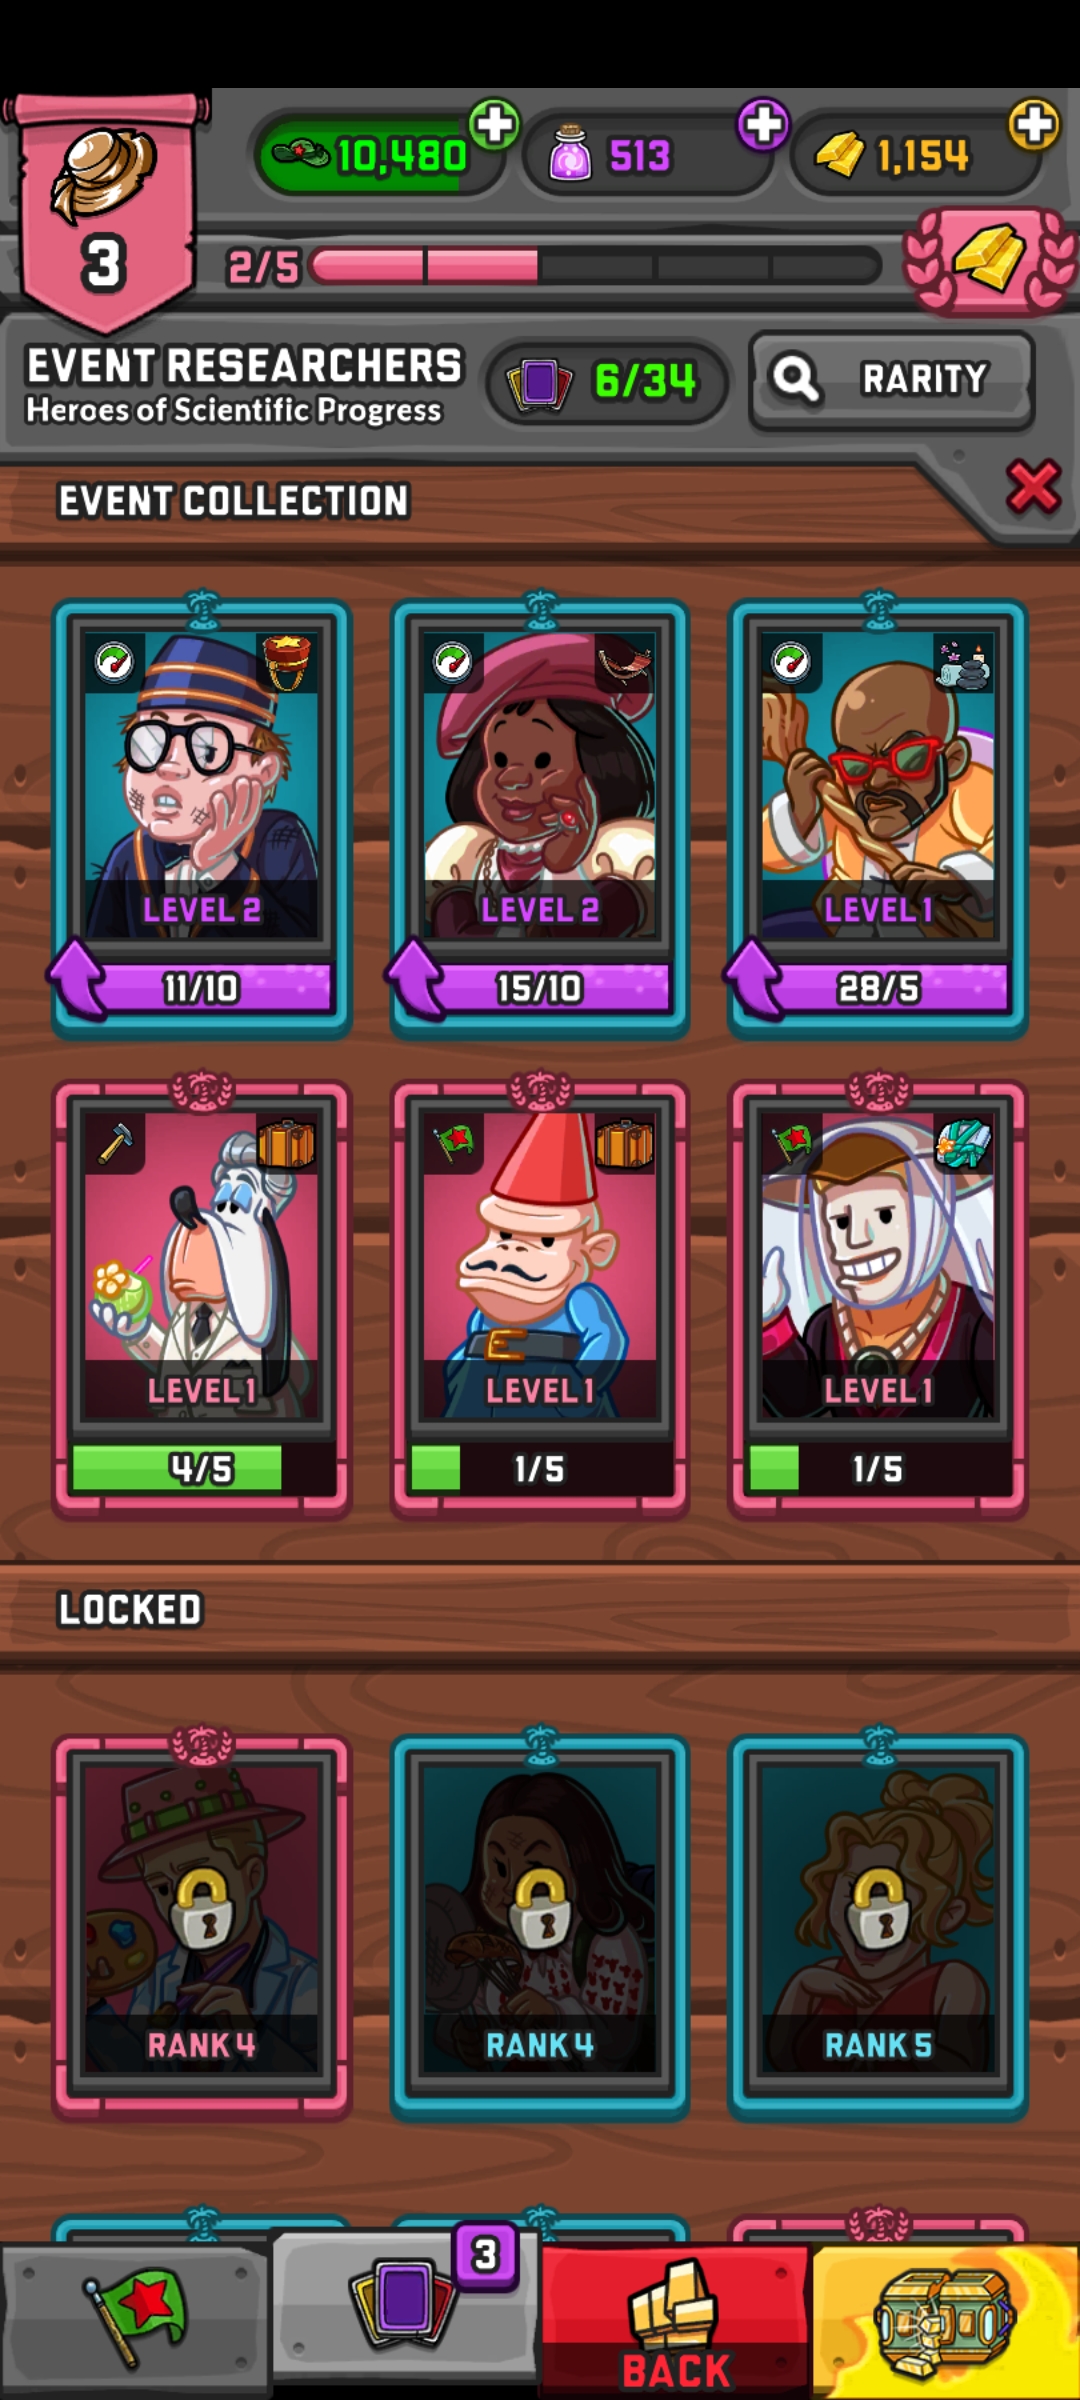 10,480
513
1,154
3
2/5
EVENT RESEARCHERS
Heroes of Scientific Progress
6/34
RARITY
EVENT COLLECTION
LEVEL 2
LEVEL 2
LEVEL 1
11/10
15/10
28/5
LEVEL 1
LEVEL 1
LEVEL 1
4/5
1/5
1/5
LOCKED
RANK 4
RANK 4
RANK 5
3
BACK